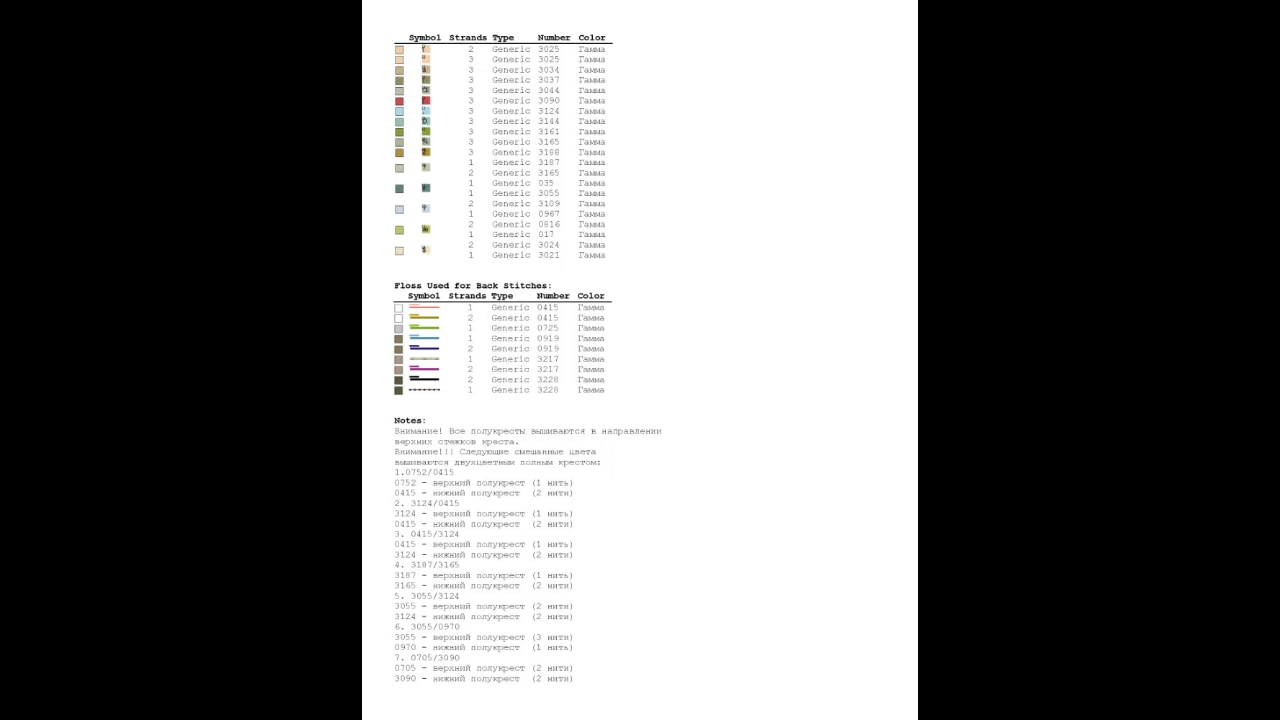 Symbol Strands Type Number Color
2 Generic 3025 Гамма
3 Generic 3025 Гамма
3 Generic 3034 Гамма
3 Generic 3037 Гамма
3 Generic 3044 Гамма
3 Generic 3090 Гамма
3 Generic 3124 Гамма
3 Generic 3144 Гамма
3 Generic 3161 Гамма
3 Generic 3165 Гамма
3 Generic 3188 Гамма
1 Generic 3187 Гамма
2 Generic 3165 Гамма
1 Generic 035 Гамма
1 Generic 3055 Гамма
2 Generic 3109 Гамма
1 Generic 0967 Гамма
2 Generic 0816 Гамма
1 Generic 017 Гамма
2 Generic 3024 Гамма
1 Generic 3021 Гамма
Floss Used for Back Stitches:
Symbol Strands Type Number Color
1 Generic 0415 Гамма
2 Generic 0415 Гамма
1 Generic 0725 Гамма
1 Generic 0919 Гамма
2 Generic 0919 Гамма
1 Generic 3217 Гамма
2 Generic 3217 Гамма
2 Generic 3228 Гамма
1 Generic 3228 Гамма
Notes:
Внимание! Все полукресты вышиваются в направлении
верхних стежков креста.
Внимание!!! Следующие смешанные цвета
вышиваются двухцветным полным крестом:
1.0752/0415
0752 - верхний полукрест (1 нить)
0415 - нижний полукрест (2 нити)
2. 3124/0415
3124 - верхний полукрест (1 нить)
0415 - нижний полукрест (2 нити)
3. 0415/3124
0415 - верхний полукрест (1 нить)
3124 - нижний полукрест (2 нити)
4. 3187/3165
3187 - верхний полукрест (1 нить)
3165 - нижний полукрест (2 нити)
5. 3055/3124
3055 - верхний полукрест (2 нити)
3124 - нижний полукрест (2 нити)
6. 3055/0970
3055 - верхний полукрест (3 нити)
0970 - нижний полукрест (1 нить)
7. 0705/3090
0705 - верхний полукрест (2 нити)
3090 - нижний полукрест (2 нити)